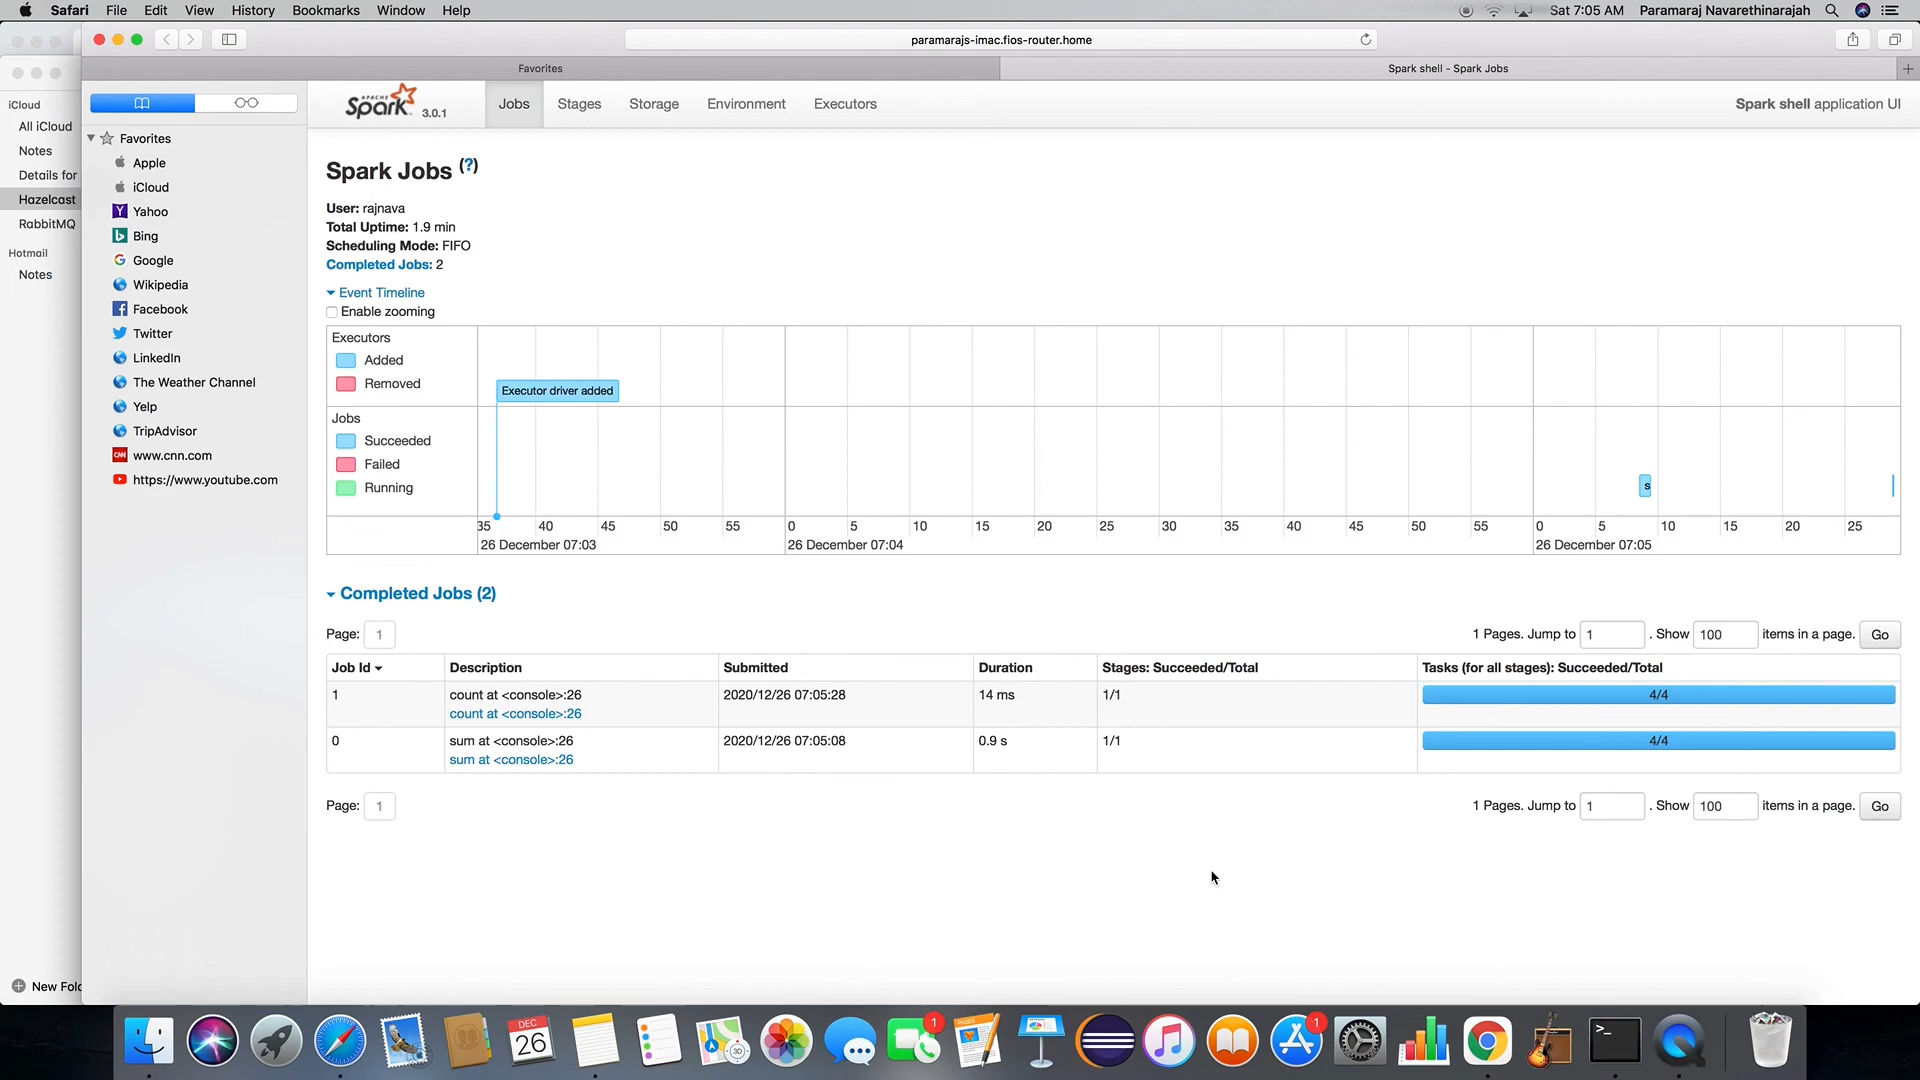 Safari File Edit View History Bookmarks Window Help
Sat 7:05 AM Paramaraj Navarethinarajah
paramarajs-imac.fios-router.home
Favorites
Spark shell - Spark Jobs
iCloud
All iCloud
Notes
Details for
Hazelcast
RabbitMQ
Hotmail
Notes
New Fol
Favorites
Apple
iCloud
Yahoo
Bing
Google
Wikipedia
Facebook
Twitter
LinkedIn
The Weather Channel
Yelp
TripAdvisor
www.cnn.com
https://www.youtube.com
APACHE
Spark 3.0.1
Jobs Stages Storage Environment Executors
Spark shell application UI
Spark Jobs (?)
User: rajnava
Total Uptime: 1.9 min
Scheduling Mode: FIFO
Completed Jobs: 2
Event Timeline
Enable zooming
Executors
Added
Removed
Executor driver added
Jobs
Succeeded
Failed
Running
s
35 40 45 50 55 0 5 10 15 20 25 30 35 40 45 50 55 0 5 10 15 20 25
26 December 07:03 26 December 07:04 26 December 07:05
Completed Jobs (2)
Page: 1
1 Pages. Jump to 1 . Show 100 items in a page. Go
Job Id Description Submitted Duration Stages: Succeeded/Total Tasks (for all stages): Succeeded/Total
1 count at <console>:26 2020/12/26 07:05:28 14 ms 1/1 4/4
count at <console>:26
0 sum at <console>:26 2020/12/26 07:05:08 0.9 s 1/1 4/4
sum at <console>:26
Page: 1
1 Pages. Jump to 1 . Show 100 items in a page. Go
DEC
26
3D
1
PAGES
1
>_